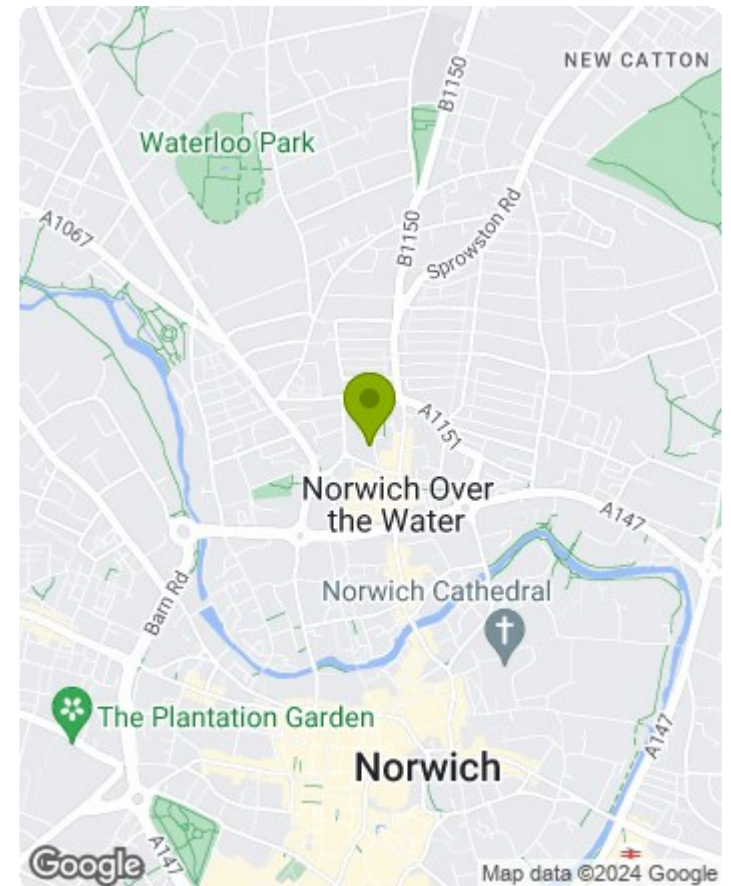 NEW CATTON
B1150
Waterloo Park
A1067
B1150
Sprowston Rd
A1151
Norwich Over
the Water
A147
Norwich Cathedral
Barn Rd
The Plantation Garden
A147
Norwich
A147
Google
Map data ©2024 Google